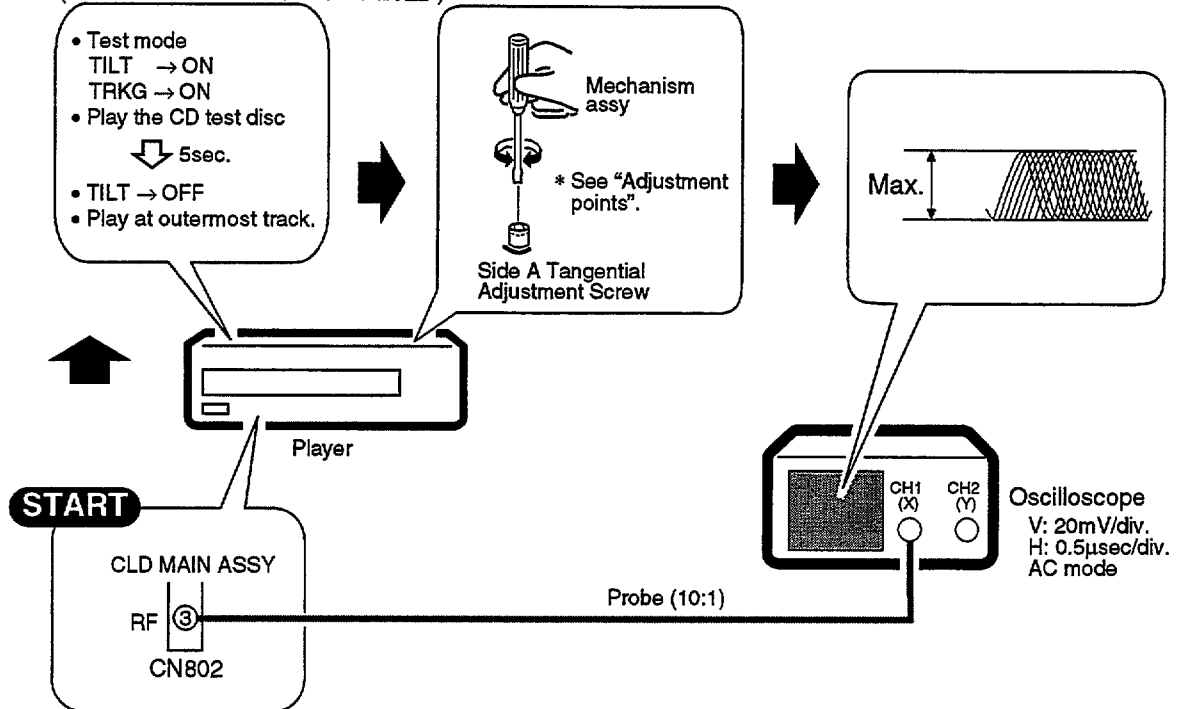 • Test mode
TILT → ON
TRKG → ON
• Play the CD test disc
5sec.
• TILT → OFF
• Play at outermost track.
Mechanism
assy
* See “Adjustment
points”.
Side A Tangential
Adjustment Screw
Max.
Player
START
CLD MAIN ASSY
RF ③
CN802
Probe (10:1)
CH1
(X)
CH2
(Y)
Oscilloscope
V: 20mV/div.
H: 0.5µsec/div.
AC mode